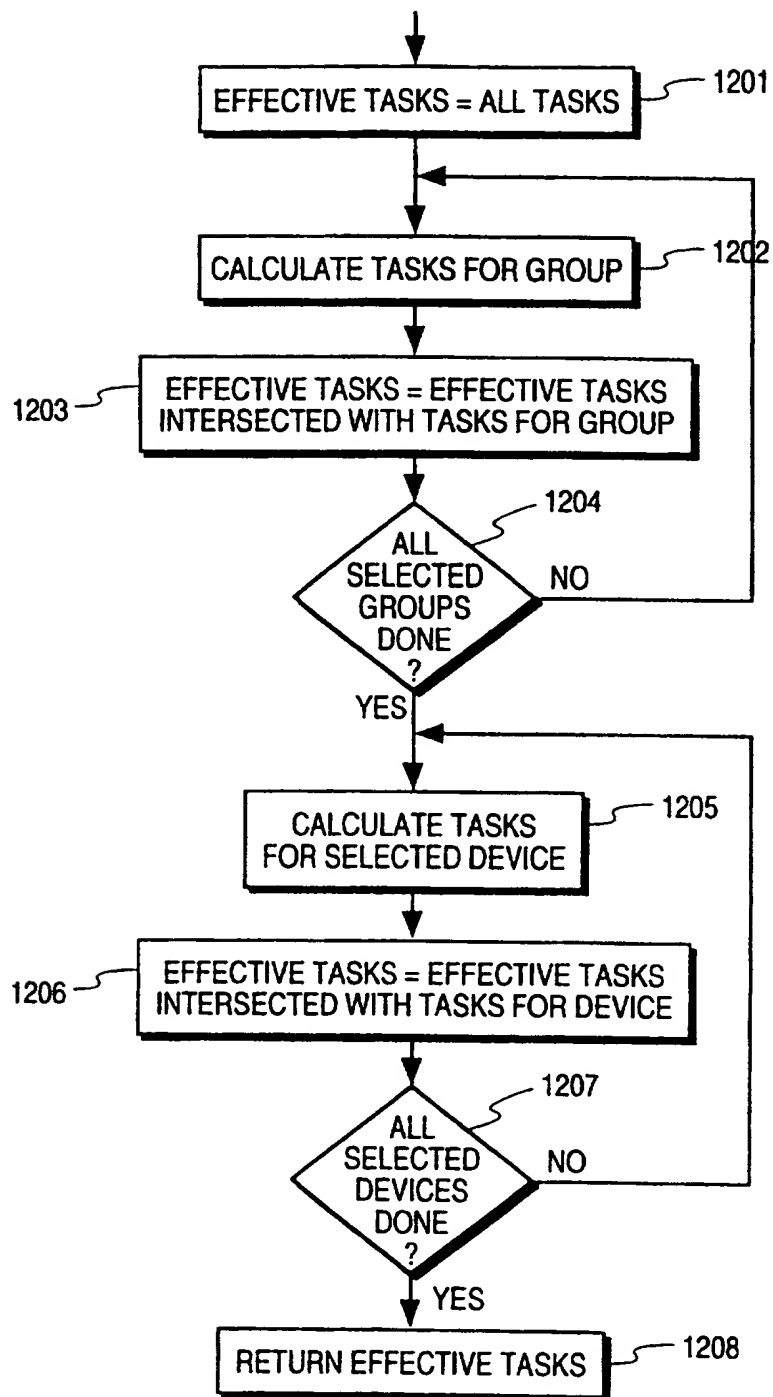 EFFECTIVE TASKS = ALL TASKS
1201
CALCULATE TASKS FOR GROUP
1202
EFFECTIVE TASKS = EFFECTIVE TASKS
INTERSECTED WITH TASKS FOR GROUP
1203
1204
ALL
SELECTED
GROUPS
DONE
?
NO
YES
CALCULATE TASKS
FOR SELECTED DEVICE
1205
EFFECTIVE TASKS = EFFECTIVE TASKS
INTERSECTED WITH TASKS FOR DEVICE
1206
1207
ALL
SELECTED
DEVICES
DONE
?
NO
YES
RETURN EFFECTIVE TASKS
1208